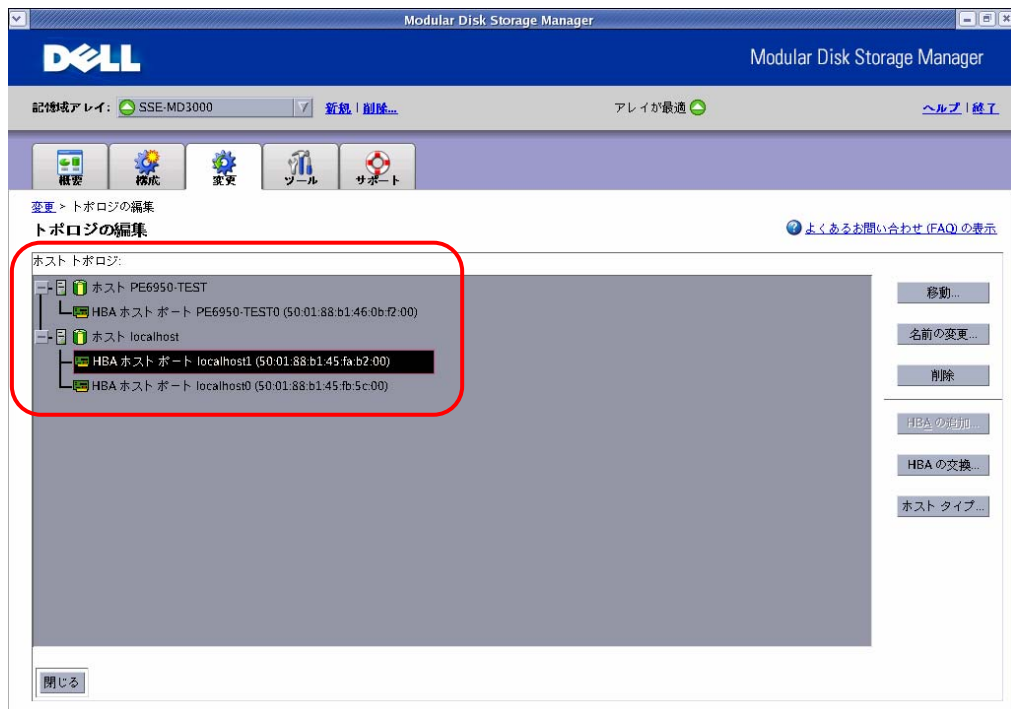 Modular Disk Storage Manager
DELL
Modular Disk Storage Manager
記憶域アレイ: SSE-MD3000 新規 | 削除... アレイが最適 ヘルプ | 終了
概要 構成 変更 ツール サポート
変更 > トポロジの編集
トポロジの編集
よくあるお問い合わせ (FAQ) の表示
ホスト トポロジ:
ホスト PE6950-TEST
HBA ホスト ポート PE6950-TEST0 (50:01:88:b1:46:0b:f2:00)
ホスト localhost
HBA ホスト ポート localhost1 (50:01:88:b1:45:fa:b2:00)
HBA ホスト ポート localhost0 (50:01:88:b1:45:fb:5c:00)
移動...
名前の変更...
削除
HBA の追加...
HBA の交換...
ホスト タイプ...
閉じる